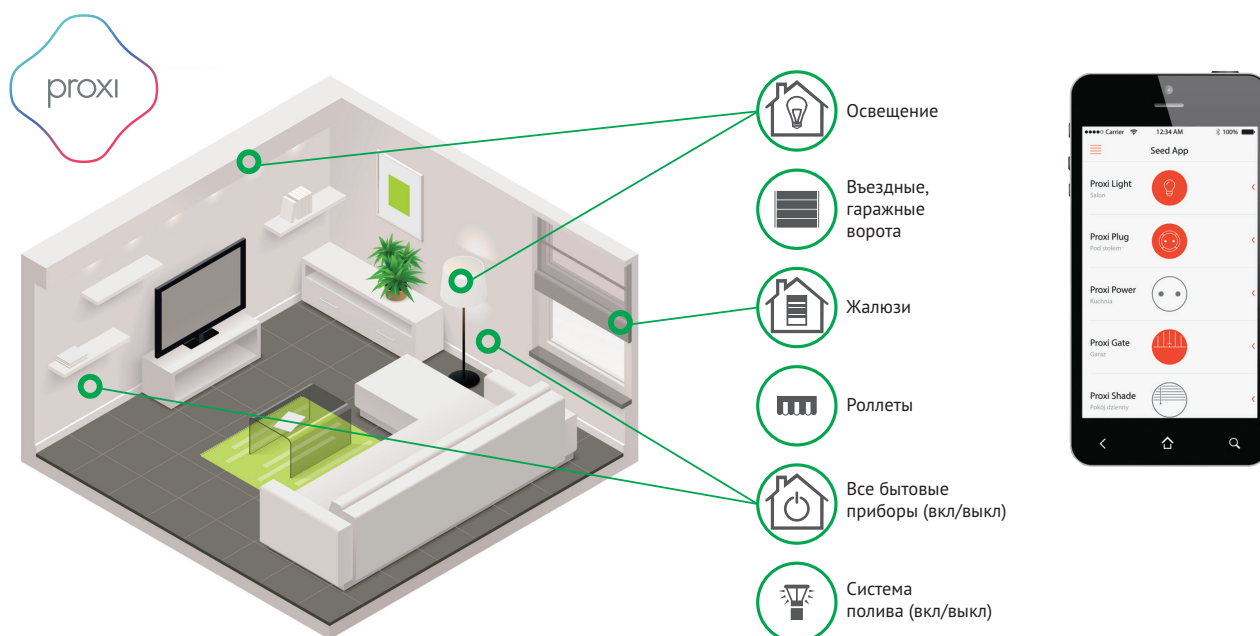 proxi
Освещение
Въездные,
гаражные
ворота
Жалюзи
Роллеты
Все бытовые
приборы (вкл/выкл)
Система
полива (вкл/выкл)
Carrier 12:34 AM 100%
Seed App
Proxi Light
Salon
Proxi Plug
Pod stołem
Proxi Power
Kuchnia
Proxi Gate
Garaż
Proxi Shade
Pokój dzienny